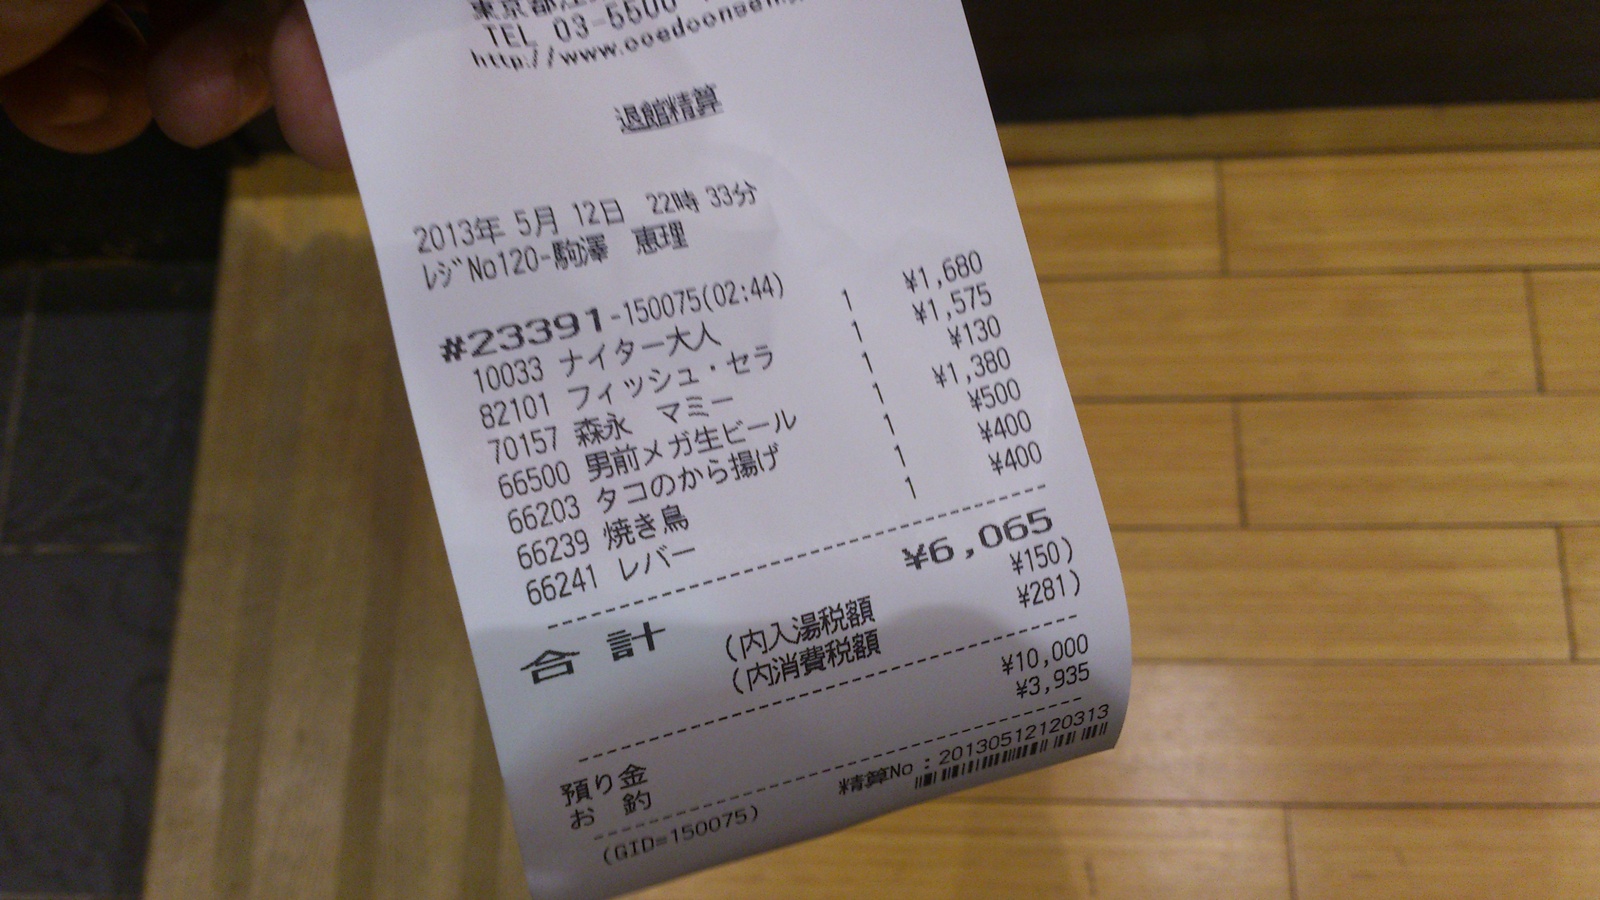 東京都江
TEL 03-5500
http://www.ooedoonsen
退館精算
2013年 5月 12日 22時 33分
ﾚｼﾞNo120-駒澤 恵理
#23391-150075(02:44)
10033 ナイター大人 1 ¥1,680
82101 フィッシュ・セラ 1 ¥1,575
70157 森永 マミー 1 ¥130
66500 男前メガ生ビール 1 ¥1,380
66203 タコのから揚げ 1 ¥500
66239 焼き鳥 1 ¥400
66241 レバー 1 ¥400
合 計 ¥6,065
(内入湯税額 ¥150)
(内消費税額 ¥281)
預り金 ¥10,000
お 釣 ¥3,935
(GID=150075) 精算No : 20130512120313